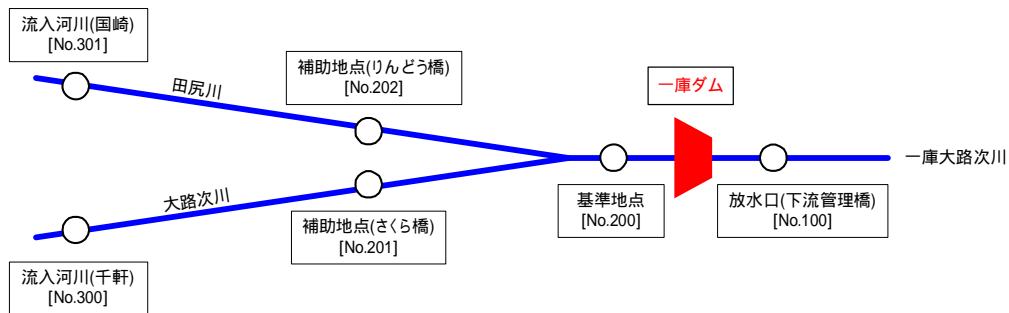 流入河川(国崎)
[No.301]
田尻川
補助地点(りんどう橋)
[No.202]
一庫ダム
一庫大路次川
大路次川
基準地点
[No.200]
放水口(下流管理橋)
[No.100]
補助地点(さくら橋)
[No.201]
流入河川(千軒)
[No.300]